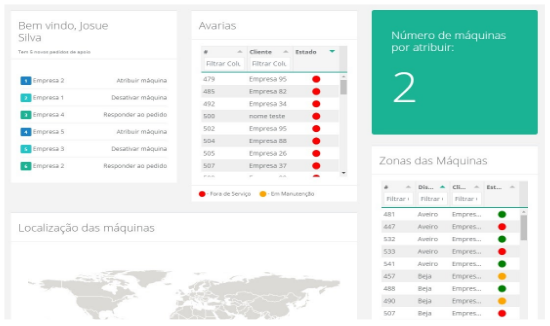 Bem vindo, Josue
Silva
Tem 5 novos pedidos de apoio
1 Empresa 2 Atribuir máquina
2 Empresa 1 Desativar máquina
3 Empresa 4 Responder ao pedido
4 Empresa 5 Atribuir máquina
5 Empresa 3 Desativar máquina
6 Empresa 2 Responder ao pedido
Avarias
# Cliente Estado
Filtrar Colu. Filtrar Colu.
479 Empresa 95
485 Empresa 82
492 Empresa 34
500 nome teste
502 Empresa 95
504 Empresa 88
505 Empresa 26
507 Empresa 37
- Fora de Serviço - Em Manutenção
Número de máquinas
por atribuir:
2
Zonas das Máquinas
# Dis... Cli... Est...
Filtrar Filtrar Filtrar
481 Aveiro Empres...
447 Aveiro Empres...
532 Aveiro Empres...
533 Aveiro Empres...
541 Aveiro Empres...
457 Beja Empres...
488 Beja Empres...
490 Beja Empres...
507 Beja Empres...
Localização das máquinas